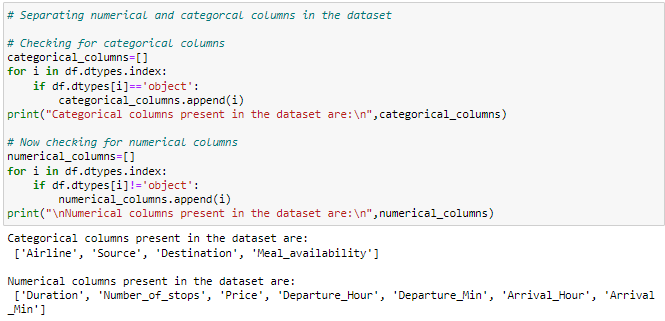 # Separating numerical and categorcal columns in the dataset
# Checking for categorical columns
categorical_columns=[]
for i in df.dtypes.index:
    if df.dtypes[i]=='object':
        categorical_columns.append(i)
print("Categorical columns present in the dataset are:\n",categorical_columns)
# Now checking for numerical columns
numerical_columns=[]
for i in df.dtypes.index:
    if df.dtypes[i]!='object':
        numerical_columns.append(i)
print("\nNumerical columns present in the dataset are:\n",numerical_columns)
Categorical columns present in the dataset are:
 ['Airline', 'Source', 'Destination', 'Meal_availability']
Numerical columns present in the dataset are:
 ['Duration', 'Number_of_stops', 'Price', 'Departure_Hour', 'Departure_Min', 'Arrival_Hour', 'Arrival
_Min']